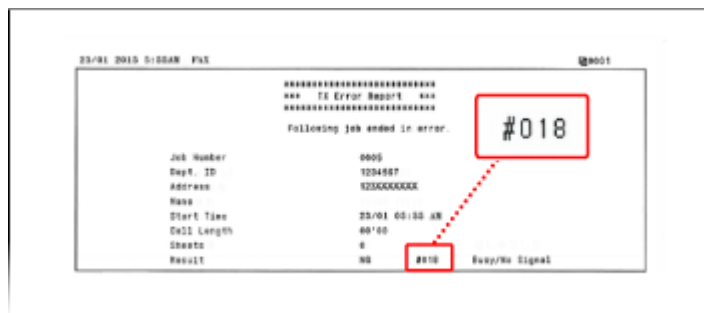 23/01 2015 5:55AM FAX 0001
****************************
*** TX Error Report ***
****************************
Following job ended in error.
#018
Job Number 0605
Dept. ID 1234567
Address 123XXXXXXX
Name
Start Time 23/01 05:55 AM
Call Length 00'00
Sheets 0
Result NG #018 Busy/No Signal